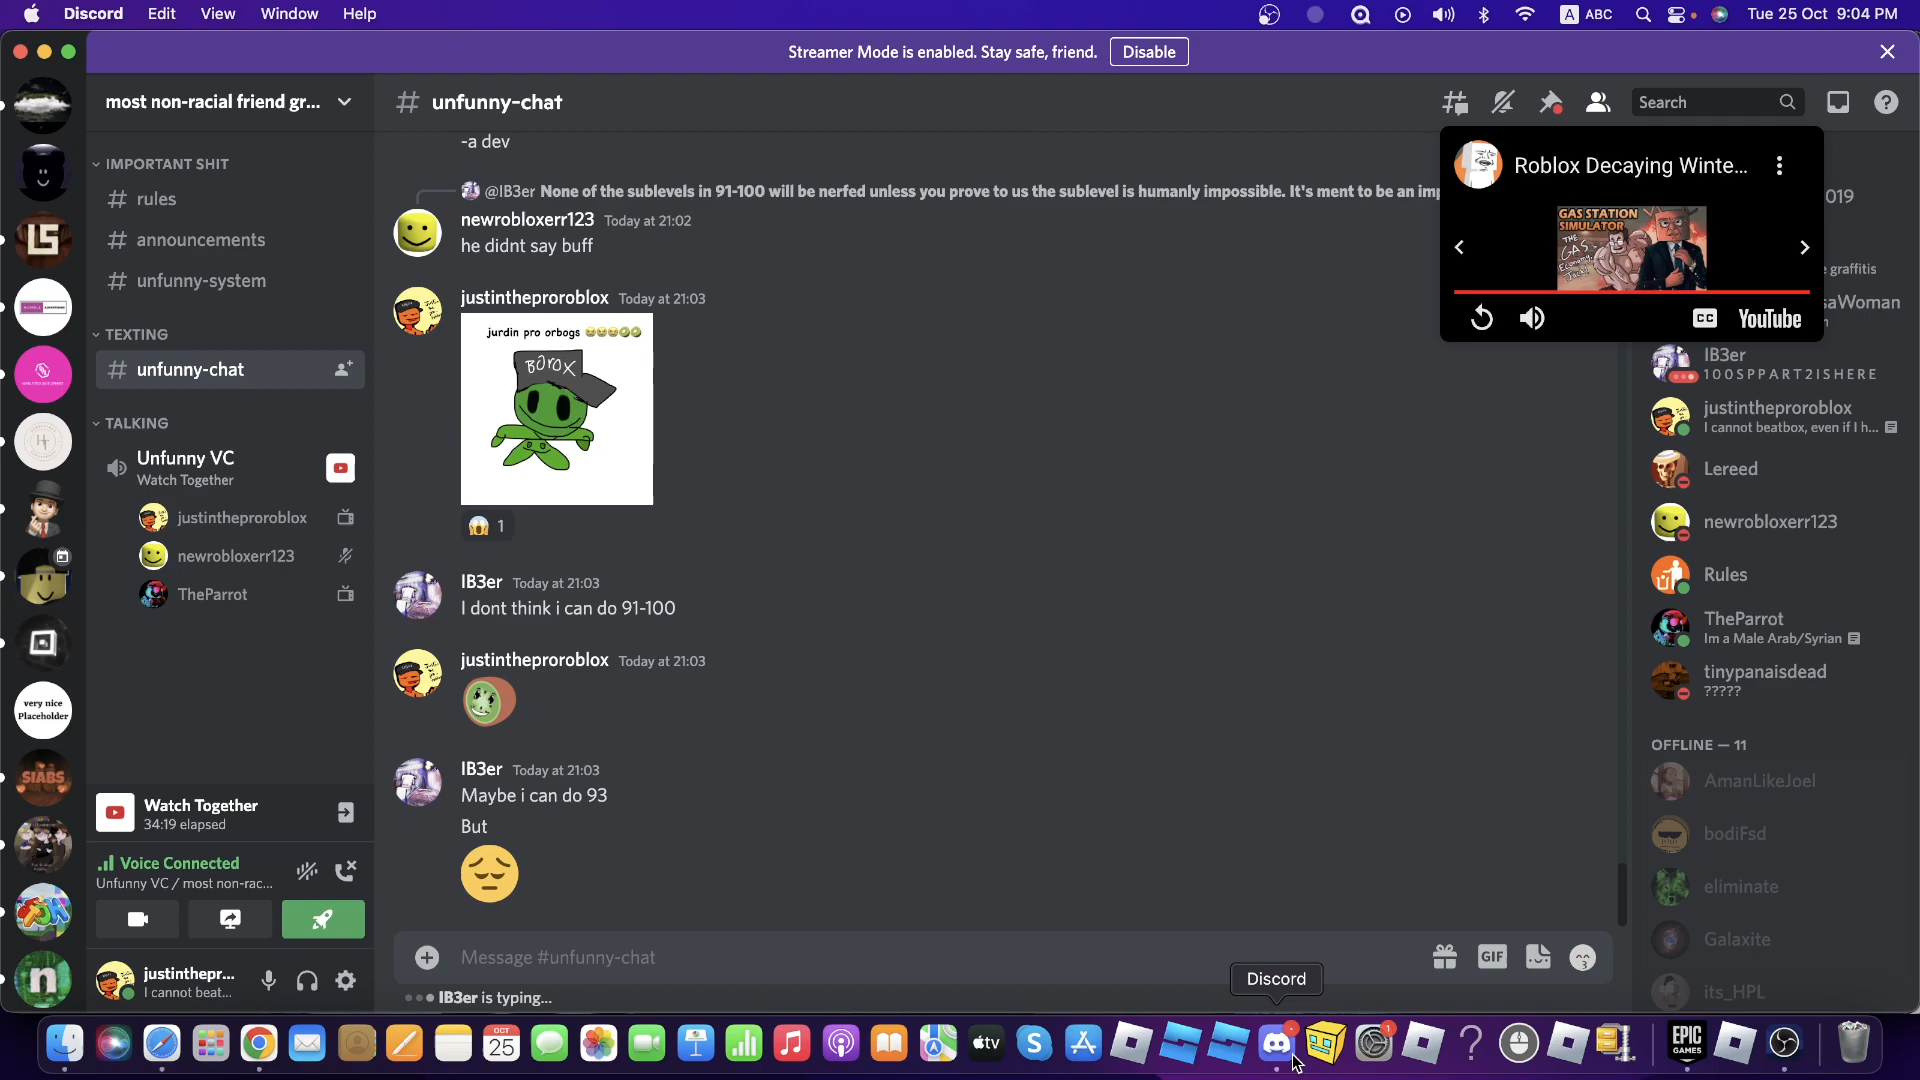 Discord Edit View Window Help
A ABC Tue 25 Oct 9:04 PM
Streamer Mode is enabled. Stay safe, friend. Disable
most non-racial friend gr...
# unfunny-chat
Search
IMPORTANT SHIT
# rules
# announcements
# unfunny-system
TEXTING
# unfunny-chat
TALKING
Unfunny VC
Watch Together
justintheproroblox
newrobloxerr123
TheParrot
Watch Together
34:19 elapsed
Voice Connected
Unfunny VC / most non-rac...
justinthepr...
I cannot beat...
LS
HT
very nice
Placeholder
SIABS
n
-a dev
@IB3er None of the sublevels in 91-100 will be nerfed unless you prove to us the sublevel is humanly impossible. It's ment to be an imp
newrobloxerr123 Today at 21:02
he didnt say buff
justintheproroblox Today at 21:03
jurdin pro orbogs 😂😂😂🥝🥝
BOroX
😱 1
IB3er Today at 21:03
I dont think i can do 91-100
justintheproroblox Today at 21:03
IB3er Today at 21:03
Maybe i can do 93
But
Message #unfunny-chat
GIF
IB3er is typing...
Discord
Roblox Decaying Winte...
GAS STATION
SIMULATOR
THE
GAS
Economy,
Jack!
CC YouTube
019
e graffitis
saWoman
IB3er
100SPPART2ISHERE
justintheproroblox
I cannot beatbox, even if I h...
Lereed
newrobloxerr123
Rules
TheParrot
Im a Male Arab/Syrian
tinypanaisdead
?????
OFFLINE — 11
AmanLikeJoel
bodiFsd
eliminate
Galaxite
its_HPL
OCT
25
tv
S
1
?
EPIC
GAMES